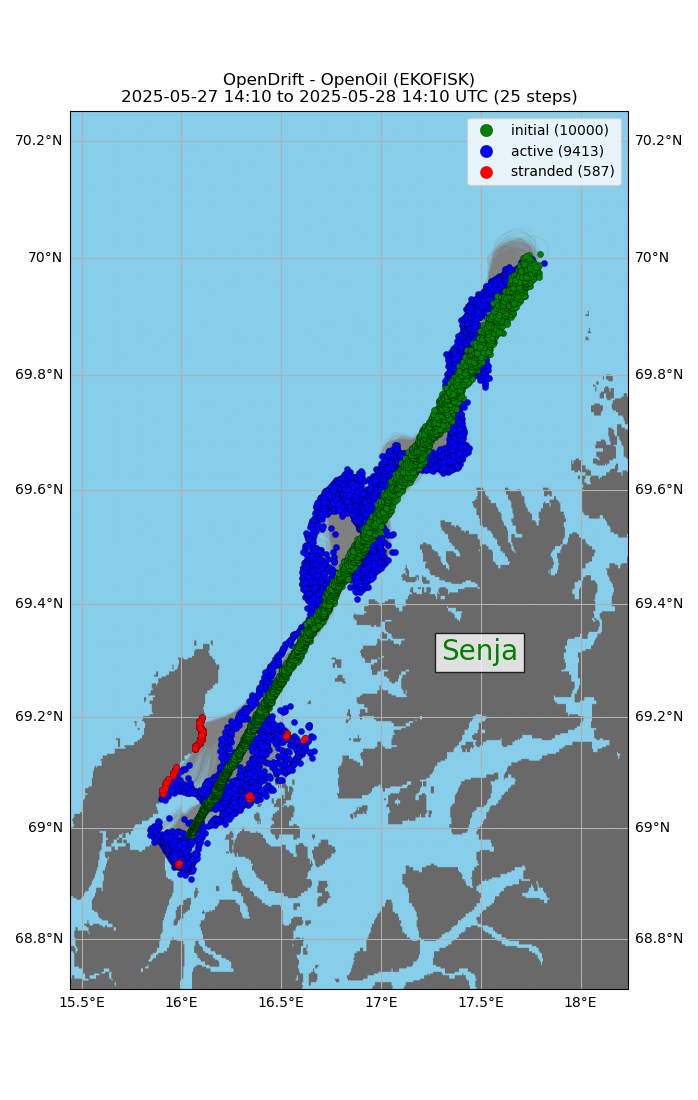 OpenDrift - OpenOil (EKOFISK)
2025-05-27 14:10 to 2025-05-28 14:10 UTC (25 steps)
initial (10000)
active (9413)
stranded (587)
70.2°N 70.2°N
70°N 70°N
69.8°N 69.8°N
69.6°N 69.6°N
69.4°N 69.4°N
Senja
69.2°N 69.2°N
69°N 69°N
68.8°N 68.8°N
15.5°E 16°E 16.5°E 17°E 17.5°E 18°E